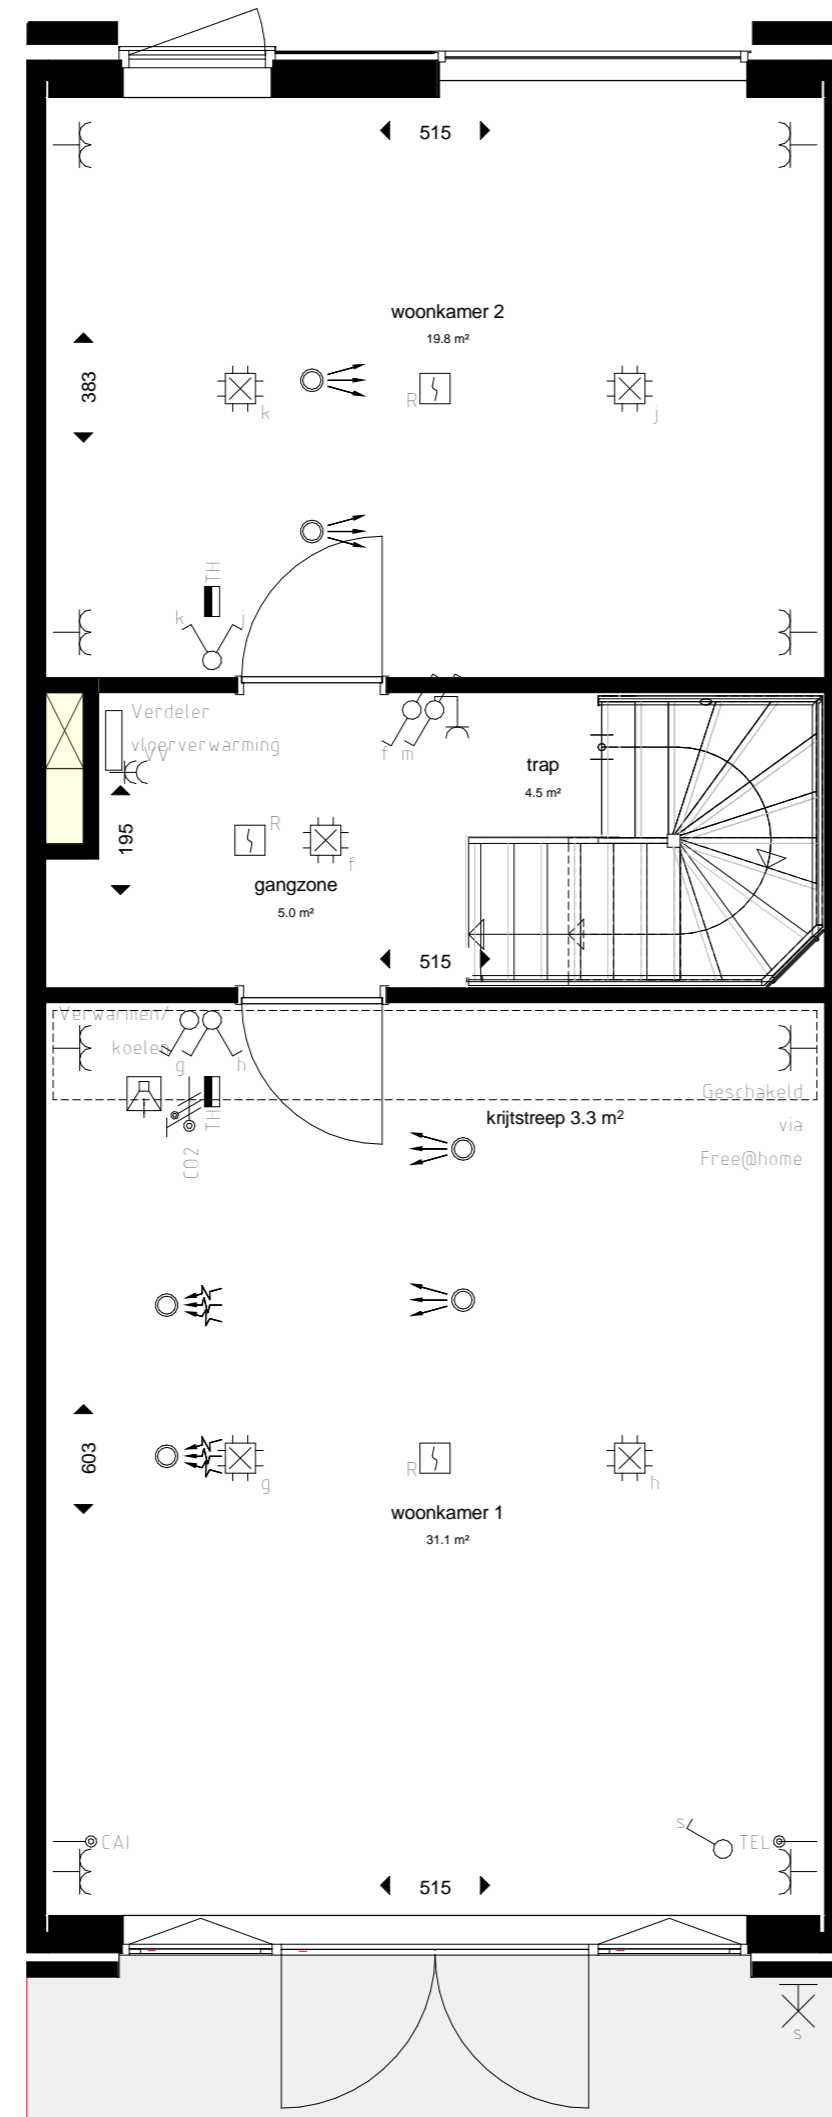 515
woonkamer 2
19.8 m²
383
k
R
j
TH
k
j
Verdeler
vloerverwarming
VV
f m
trap
4.5 m²
195
R
f
gangzone
5.0 m²
515
Verwarmen/
koelen
g
h
TH
CO2
krijtstreep 3.3 m²
Geschakeld
via
Free@home
603
g
R
h
woonkamer 1
31.1 m²
CAI
s
TEL
515
s